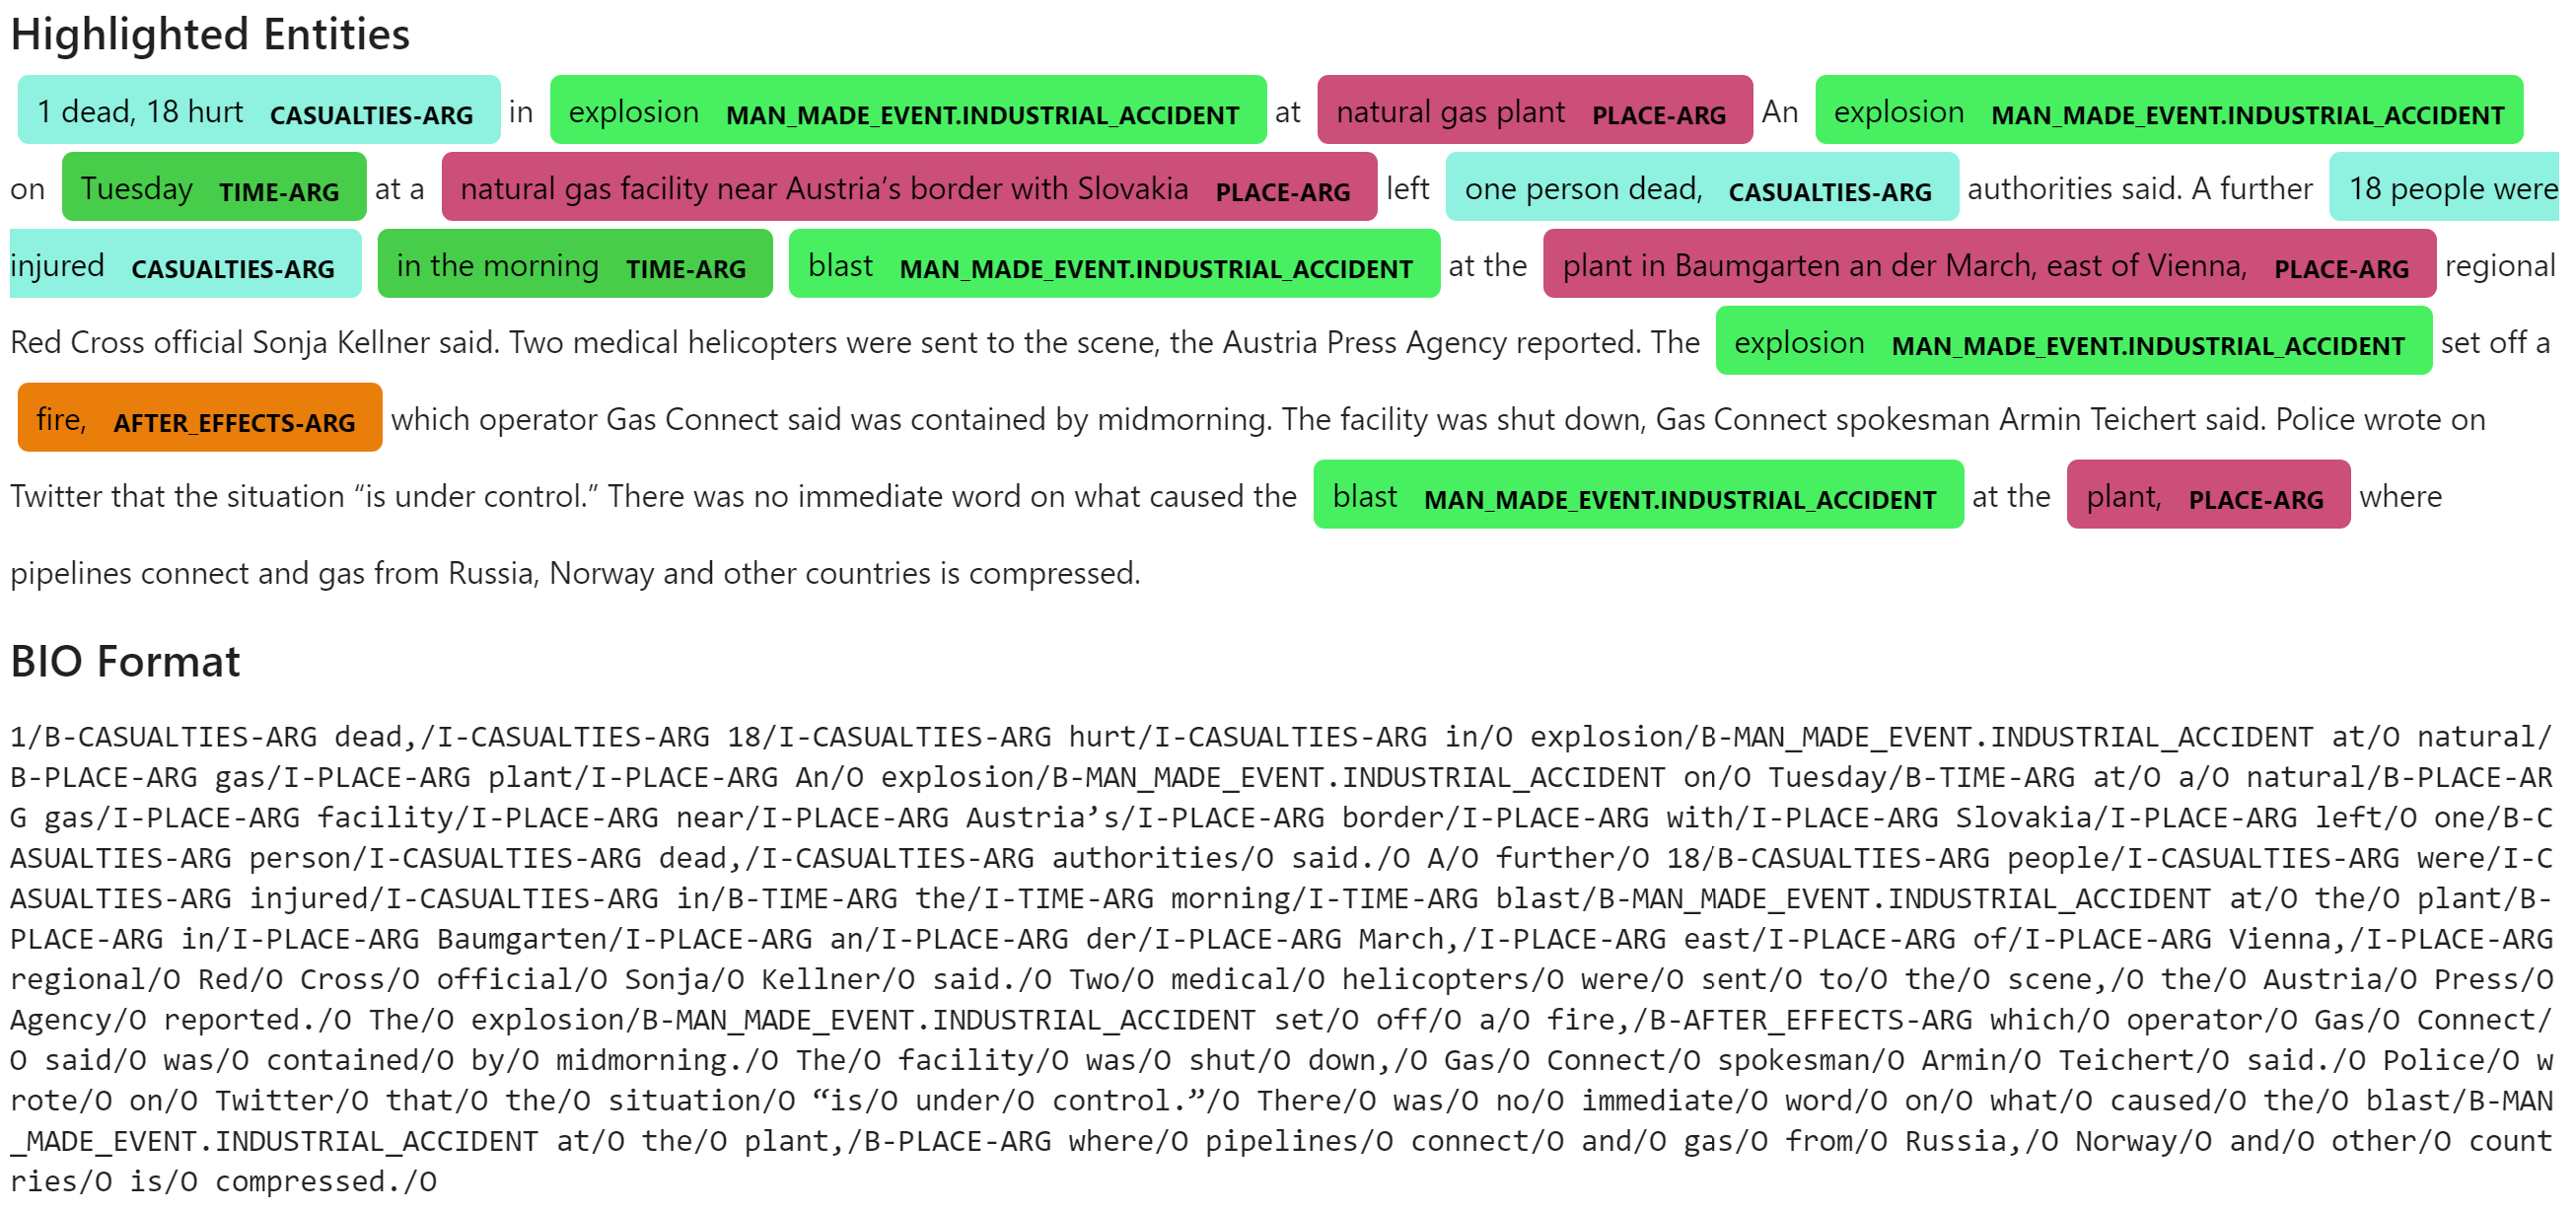 Highlighted Entities
1 dead, 18 hurt CASUALTIES-ARG in explosion MAN_MADE_EVENT.INDUSTRIAL_ACCIDENT at natural gas plant PLACE-ARG An explosion MAN_MADE_EVENT.INDUSTRIAL_ACCIDENT
on Tuesday TIME-ARG at a natural gas facility near Austria’s border with Slovakia PLACE-ARG left one person dead, CASUALTIES-ARG authorities said. A further 18 people were
injured CASUALTIES-ARG in the morning TIME-ARG blast MAN_MADE_EVENT.INDUSTRIAL_ACCIDENT at the plant in Baumgarten an der March, east of Vienna, PLACE-ARG regional
Red Cross official Sonja Kellner said. Two medical helicopters were sent to the scene, the Austria Press Agency reported. The explosion MAN_MADE_EVENT.INDUSTRIAL_ACCIDENT set off a
fire, AFTER_EFFECTS-ARG which operator Gas Connect said was contained by midmorning. The facility was shut down, Gas Connect spokesman Armin Teichert said. Police wrote on
Twitter that the situation “is under control.” There was no immediate word on what caused the blast MAN_MADE_EVENT.INDUSTRIAL_ACCIDENT at the plant, PLACE-ARG where
pipelines connect and gas from Russia, Norway and other countries is compressed.
BIO Format
1/B-CASUALTIES-ARG dead,/I-CASUALTIES-ARG 18/I-CASUALTIES-ARG hurt/I-CASUALTIES-ARG in/O explosion/B-MAN_MADE_EVENT.INDUSTRIAL_ACCIDENT at/O natural/
B-PLACE-ARG gas/I-PLACE-ARG plant/I-PLACE-ARG An/O explosion/B-MAN_MADE_EVENT.INDUSTRIAL_ACCIDENT on/O Tuesday/B-TIME-ARG at/O a/O natural/B-PLACE-AR
G gas/I-PLACE-ARG facility/I-PLACE-ARG near/I-PLACE-ARG Austria’s/I-PLACE-ARG border/I-PLACE-ARG with/I-PLACE-ARG Slovakia/I-PLACE-ARG left/O one/B-C
ASUALTIES-ARG person/I-CASUALTIES-ARG dead,/I-CASUALTIES-ARG authorities/O said./O A/O further/O 18/B-CASUALTIES-ARG people/I-CASUALTIES-ARG were/I-C
ASUALTIES-ARG injured/I-CASUALTIES-ARG in/B-TIME-ARG the/I-TIME-ARG morning/I-TIME-ARG blast/B-MAN_MADE_EVENT.INDUSTRIAL_ACCIDENT at/O the/O plant/B-
PLACE-ARG in/I-PLACE-ARG Baumgarten/I-PLACE-ARG an/I-PLACE-ARG der/I-PLACE-ARG March,/I-PLACE-ARG east/I-PLACE-ARG of/I-PLACE-ARG Vienna,/I-PLACE-ARG
regional/O Red/O Cross/O official/O Sonja/O Kellner/O said./O Two/O medical/O helicopters/O were/O sent/O to/O the/O scene,/O the/O Austria/O Press/O
Agency/O reported./O The/O explosion/B-MAN_MADE_EVENT.INDUSTRIAL_ACCIDENT set/O off/O a/O fire,/B-AFTER_EFFECTS-ARG which/O operator/O Gas/O Connect/
O said/O was/O contained/O by/O midmorning./O The/O facility/O was/O shut/O down,/O Gas/O Connect/O spokesman/O Armin/O Teichert/O said./O Police/O w
rote/O on/O Twitter/O that/O the/O situation/O “is/O under/O control.”/O There/O was/O no/O immediate/O word/O on/O what/O caused/O the/O blast/B-MAN
_MADE_EVENT.INDUSTRIAL_ACCIDENT at/O the/O plant,/B-PLACE-ARG where/O pipelines/O connect/O and/O gas/O from/O Russia,/O Norway/O and/O other/O count
ries/O is/O compressed./O